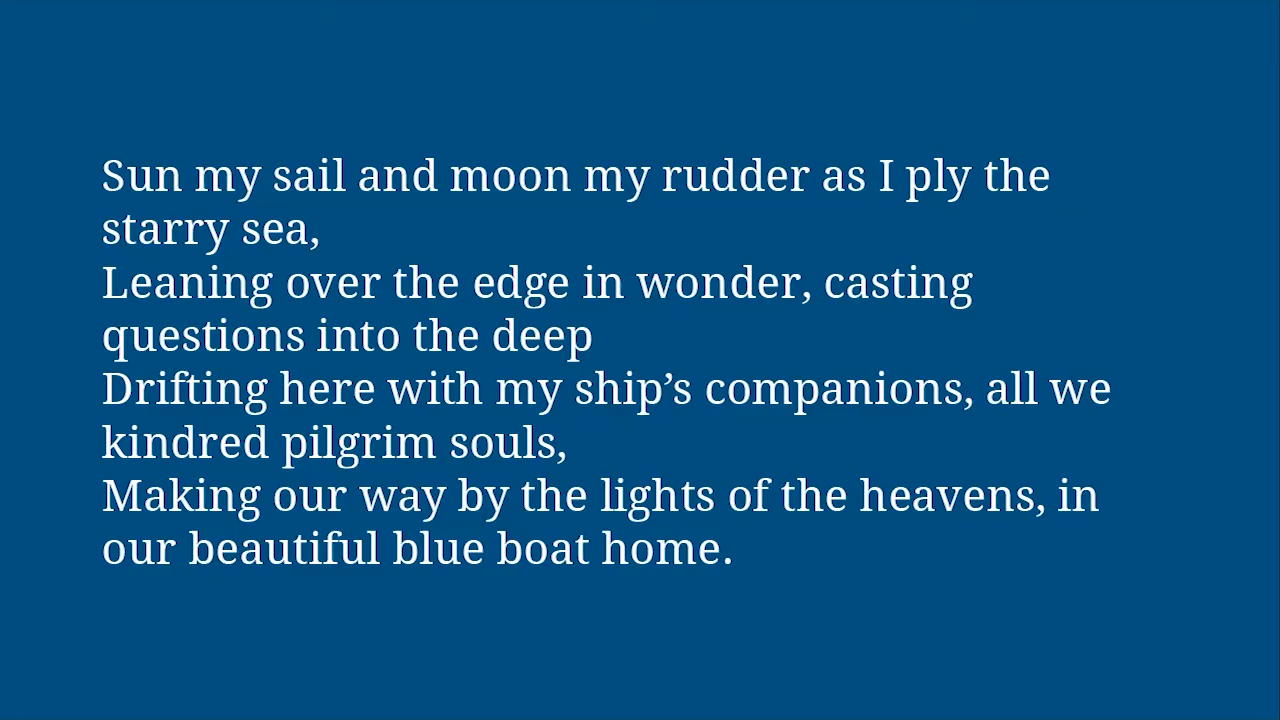 Sun my sail and moon my rudder as I ply the
starry sea,
Leaning over the edge in wonder, casting
questions into the deep
Drifting here with my ship’s companions, all we
kindred pilgrim souls,
Making our way by the lights of the heavens, in
our beautiful blue boat home.